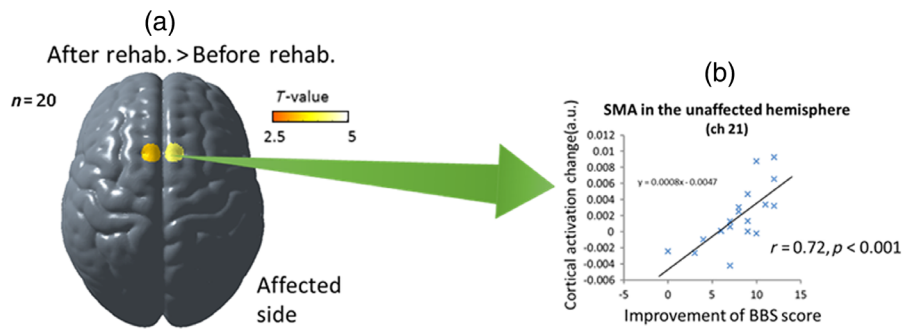 (a)
After rehab. > Before rehab.
n = 20
T-value
2.5 5
Affected
side
(b)
SMA in the unaffected hemisphere
(ch 21)
Cortical activation change(a.u.)
0.012
0.01
0.008
0.006
0.004
0.002
0
-0.002
-0.004
-0.006
y = 0.0008x - 0.0047
r = 0.72, p < 0.001
-5 0 5 10 15
Improvement of BBS score